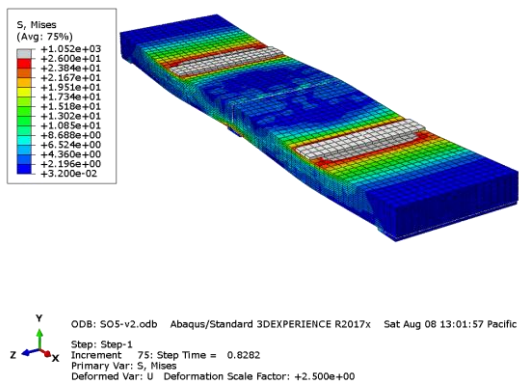 S, Mises
(Avg: 75%)
+1.052e+03
+2.600e+01
+2.384e+01
+2.167e+01
+1.951e+01
+1.734e+01
+1.518e+01
+1.302e+01
+1.085e+01
+8.688e+00
+6.524e+00
+4.360e+00
+2.196e+00
+3.200e-02
Y
Z X
ODB: SO5-v2.odb Abaqus/Standard 3DEXPERIENCE R2017x Sat Aug 08 13:01:57 Pacific
Step: Step-1
Increment 75: Step Time = 0.8282
Primary Var: S, Mises
Deformed Var: U Deformation Scale Factor: +2.500e+00